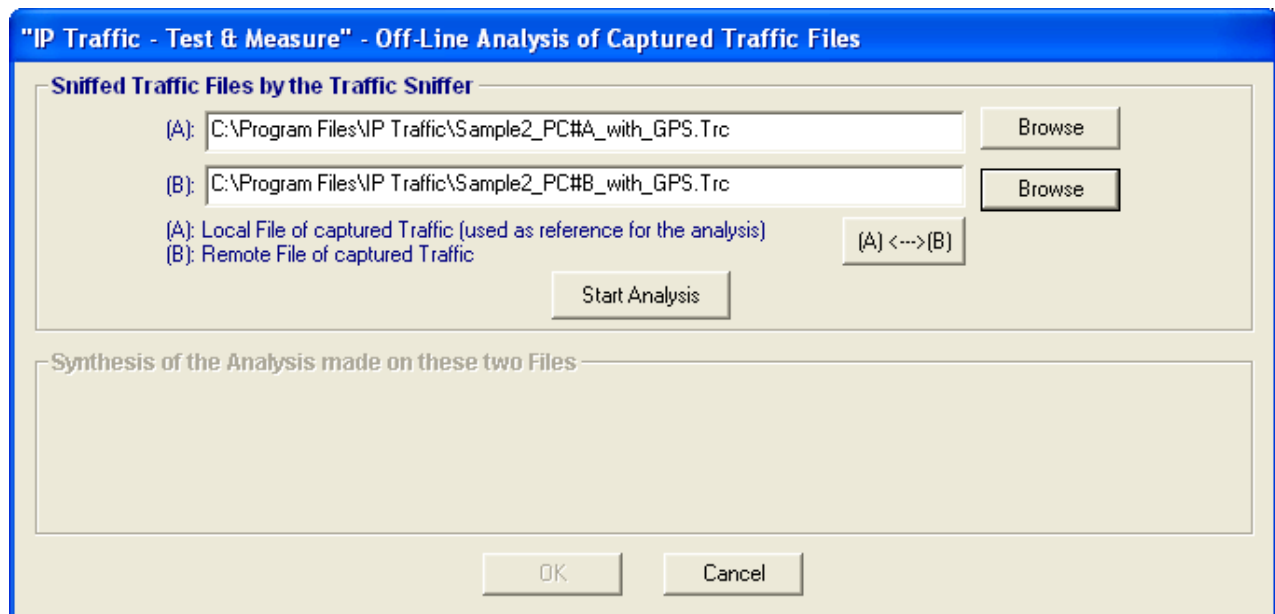 "IP Traffic - Test & Measure" - Off-Line Analysis of Captured Traffic Files
Sniffed Traffic Files by the Traffic Sniffer
(A): C:\Program Files\IP Traffic\Sample2_PC#A_with_GPS.Trc Browse
(B): C:\Program Files\IP Traffic\Sample2_PC#B_with_GPS.Trc Browse
(A): Local File of captured Traffic (used as reference for the analysis)
(B): Remote File of captured Traffic
(A) <--->(B)
Start Analysis
Synthesis of the Analysis made on these two Files
OK Cancel